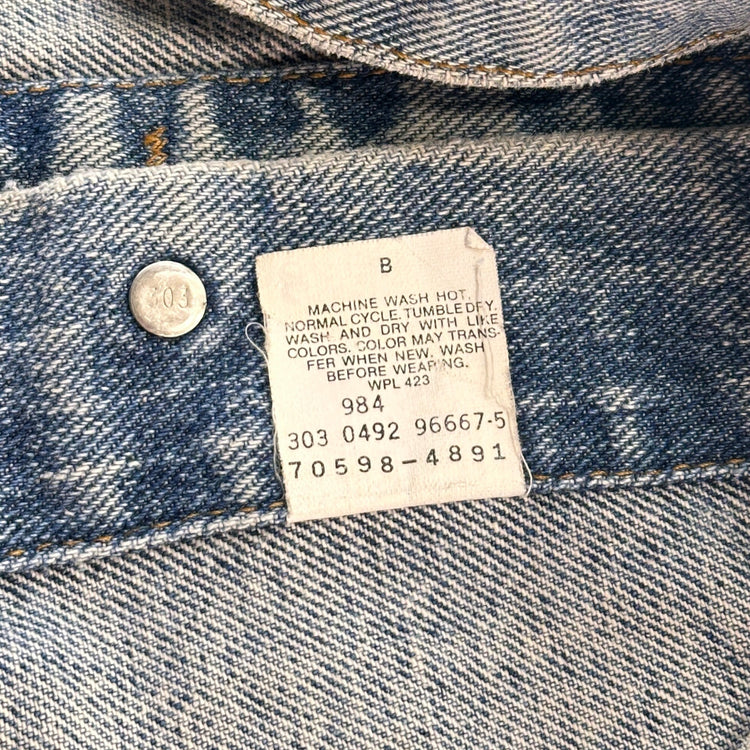 B
MACHINE WASH HOT,
NORMAL CYCLE. TUMBLE DRY.
WASH AND DRY WITH LIKE
COLORS. COLOR MAY TRANS-
FER WHEN NEW. WASH
BEFORE WEARING.
WPL 423
984
303 0492 96667-5
70598-4891
303